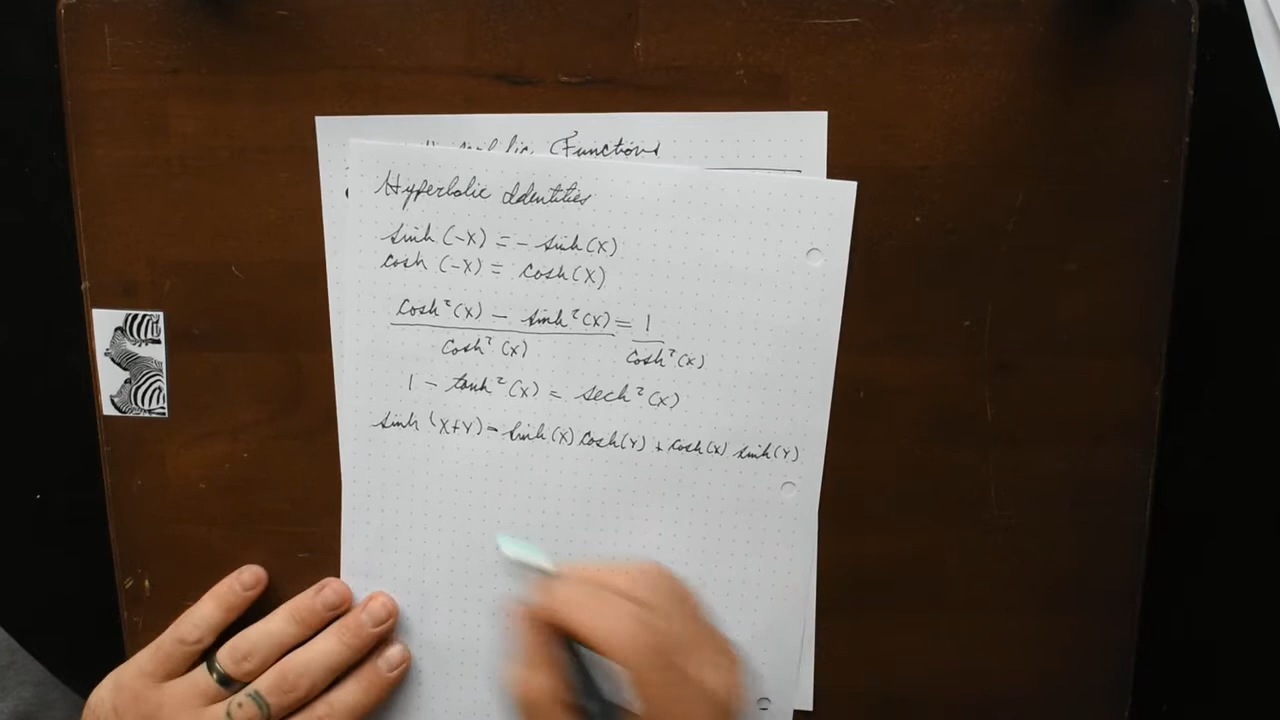 Functions
Hyperbolic Identities
sinh (-x) = - sinh(x)
cosh (-x) = cosh(x)
cosh²(x) - sinh²(x) = 1
cosh²(x) cosh²(x)
1 - tanh²(x) = sech²(x)
sinh (x+y) = sinh(x) cosh(y) + cosh(x) sinh(y)